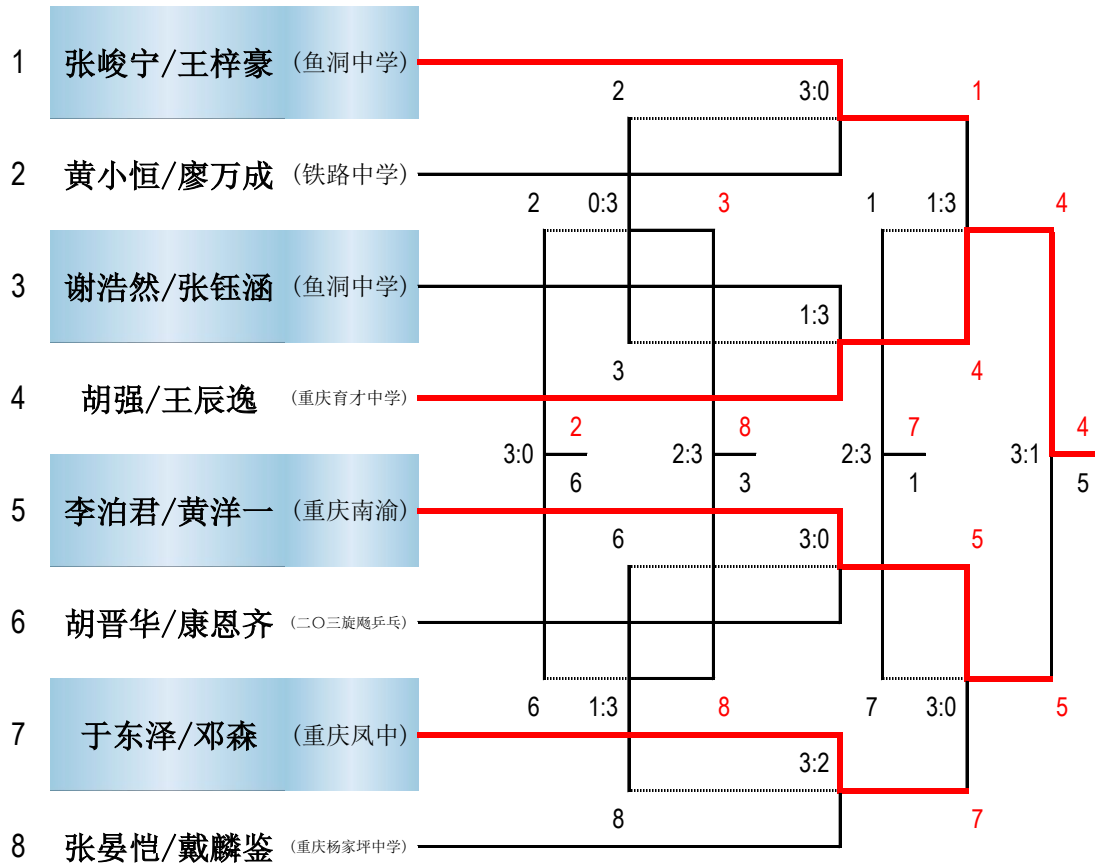 1 张峻宁/王梓豪 (鱼洞中学)
2 3:0 1
2 黄小恒/廖万成 (铁路中学)
2 0:3 3 1 1:3 4
3 谢浩然/张钰涵 (鱼洞中学)
1:3
3 4
4 胡强/王辰逸 (重庆育才中学)
2 8 7 4
3:0 2:3 2:3 3:1
6 3 1 5
5 李泊君/黄洋一 (重庆南渝)
6 3:0 5
6 胡晋华/康恩齐 (二〇三旋飚乒乓)
6 1:3 8 7 3:0 5
7 于东泽/邓森 (重庆凤中)
3:2
8 7
8 张晏恺/戴麟鉴 (重庆杨家坪中学)